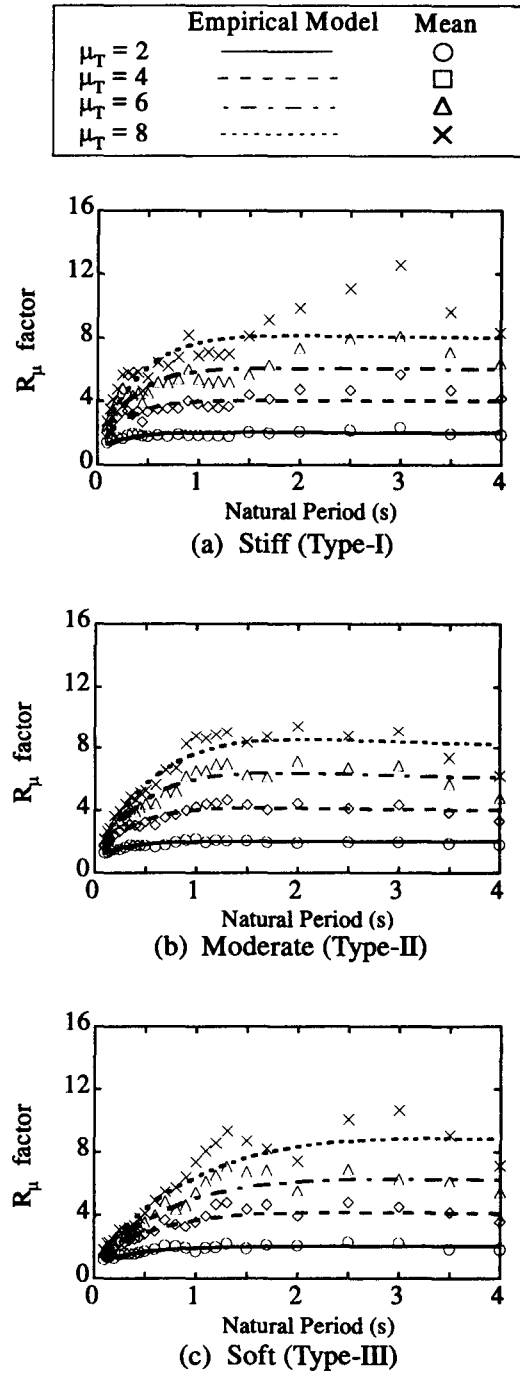 Empirical Model Mean
μT = 2
μT = 4
μT = 6
μT = 8
16
12
8
4
0
Rμ factor
0 1 2 3 4
Natural Period (s)
(a) Stiff (Type-I)
16
12
8
4
0
Rμ factor
0 1 2 3 4
Natural Period (s)
(b) Moderate (Type-II)
16
12
8
4
0
Rμ factor
0 1 2 3 4
Natural Period (s)
(c) Soft (Type-III)